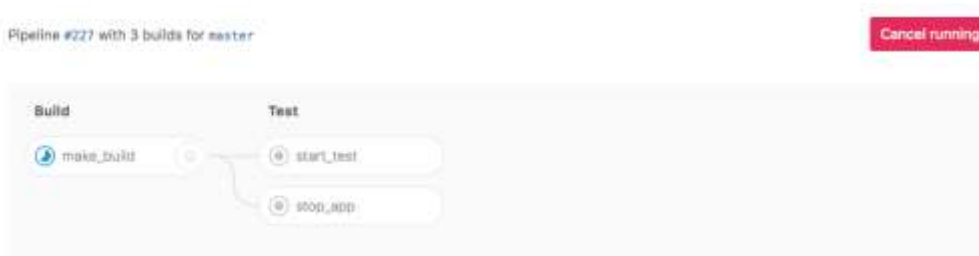 Pipeline #227 with 3 builds for master
Cancel running
Build
Test
make_build
start_test
stop_app